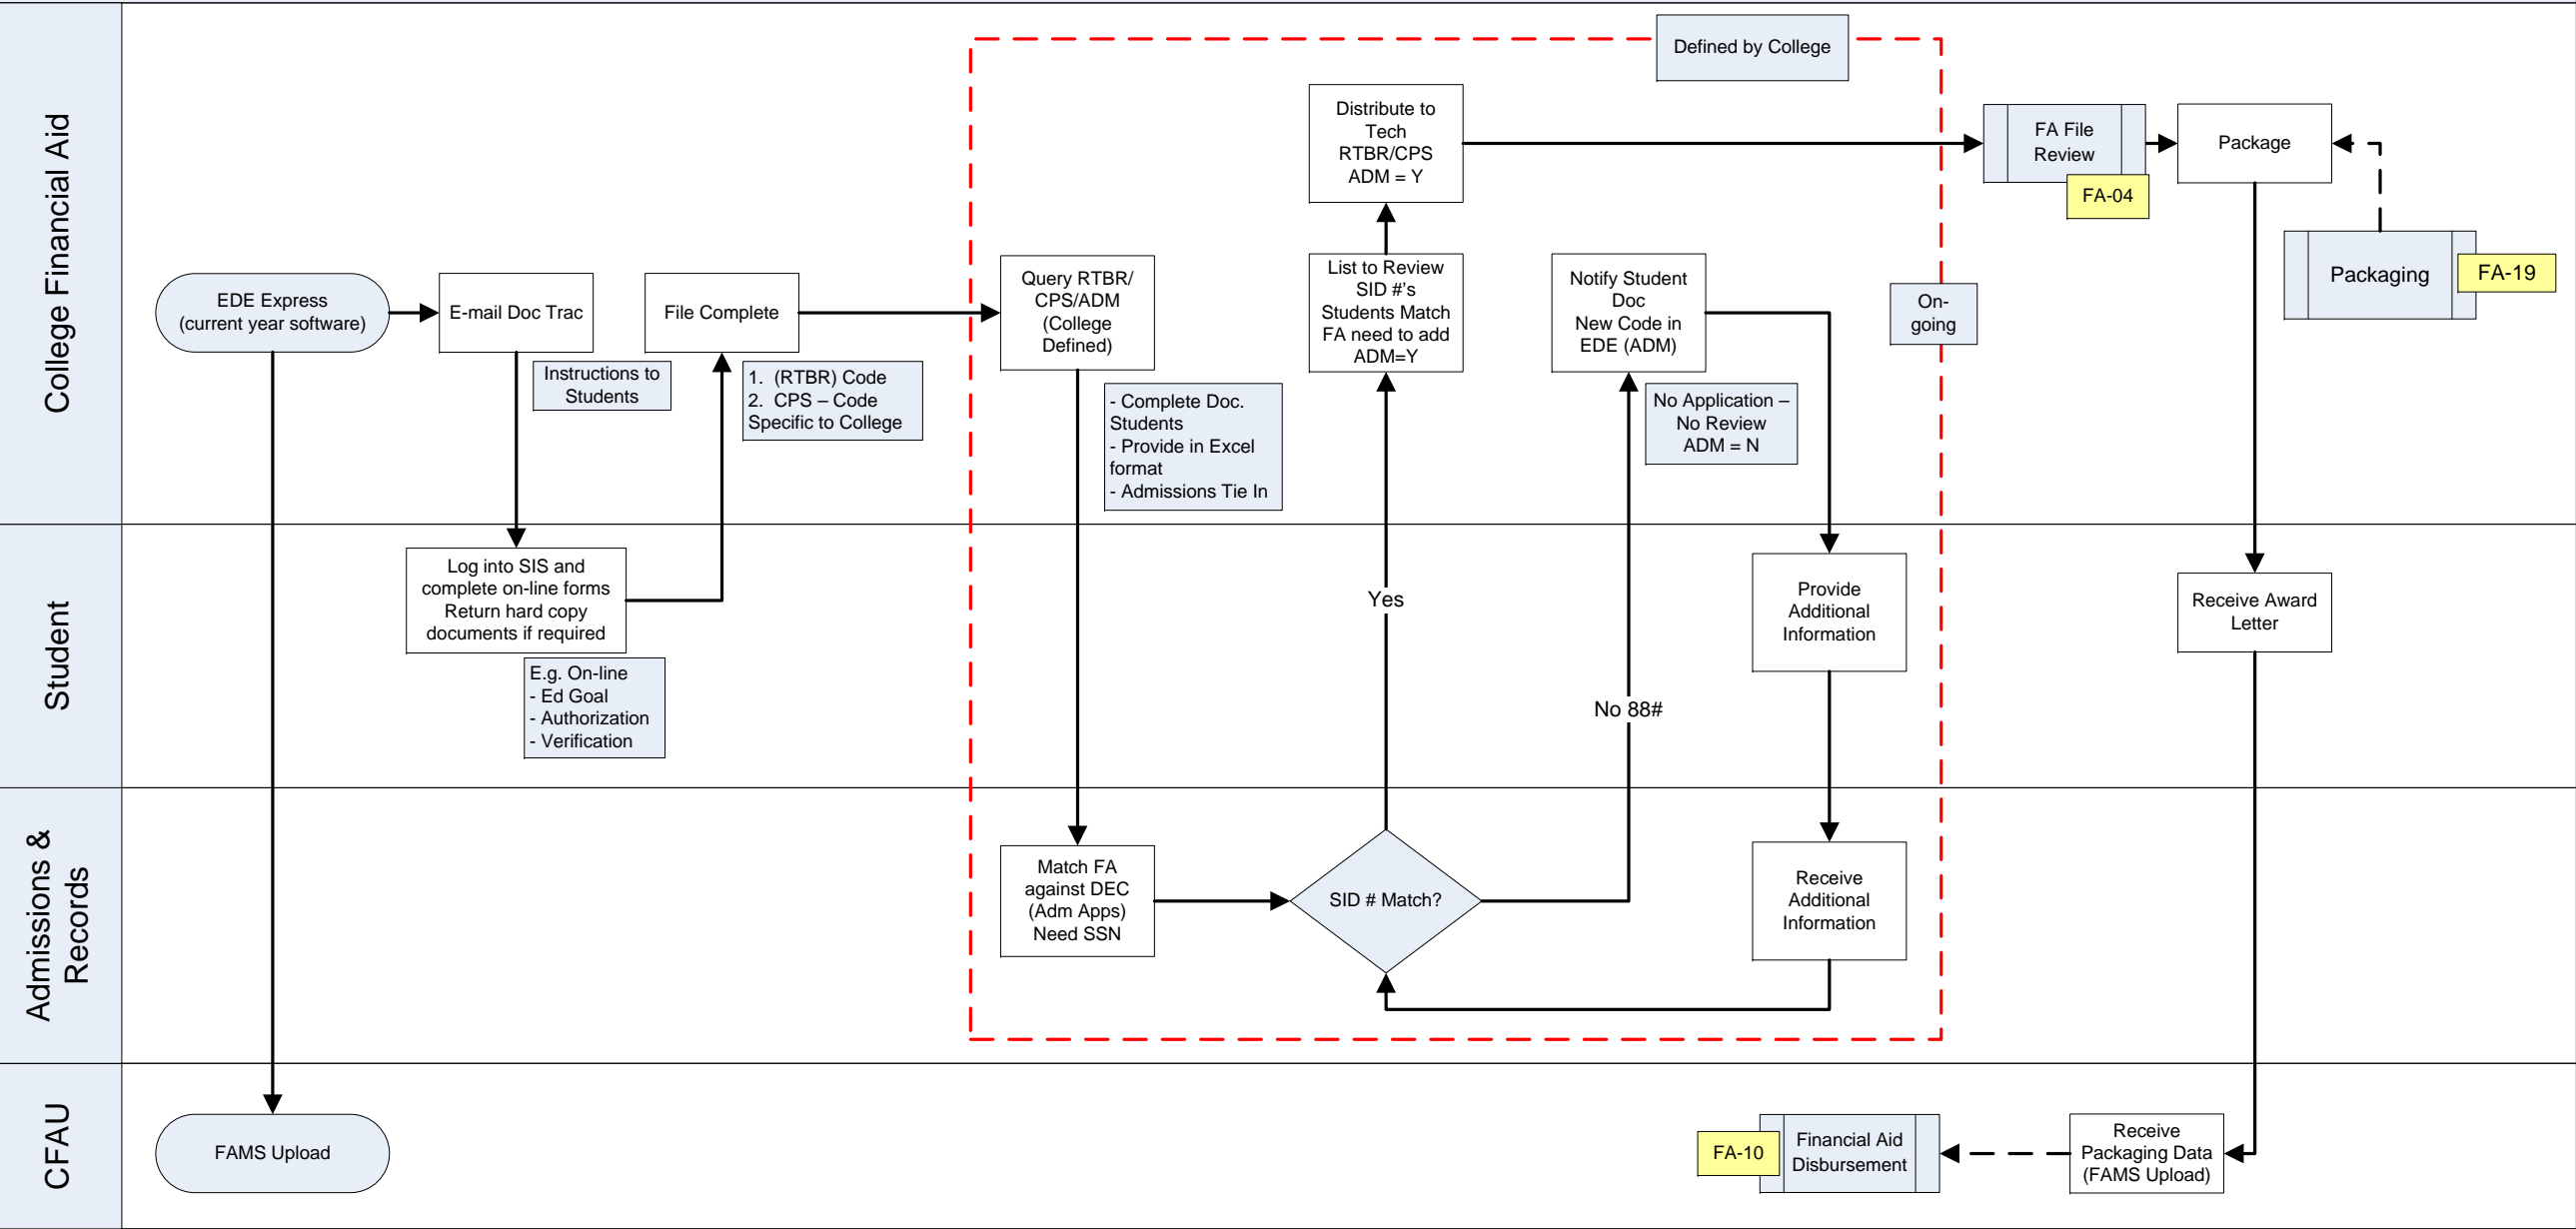 College Financial Aid
Defined by College
Distribute to
Tech
RTBR/CPS
ADM = Y
FA File
Review
FA-04
Package
Packaging
FA-19
EDE Express
(current year software)
E-mail Doc Trac
Instructions to
Students
File Complete
1. (RTBR) Code
2. CPS – Code
Specific to College
Query RTBR/
CPS/ADM
(College
Defined)
- Complete Doc.
Students
- Provide in Excel
format
- Admissions Tie In
List to Review
SID #'s
Students Match
FA need to add
ADM=Y
Notify Student
Doc
New Code in
EDE (ADM)
No Application –
No Review
ADM = N
On-
going
Student
Log into SIS and
complete on-line forms
Return hard copy
documents if required
E.g. On-line
- Ed Goal
- Authorization
- Verification
Yes
No 88#
Provide
Additional
Information
Receive Award
Letter
Admissions &
Records
Match FA
against DEC
(Adm Apps)
Need SSN
SID # Match?
Receive
Additional
Information
CFAU
FAMS Upload
FA-10
Financial Aid
Disbursement
Receive
Packaging Data
(FAMS Upload)